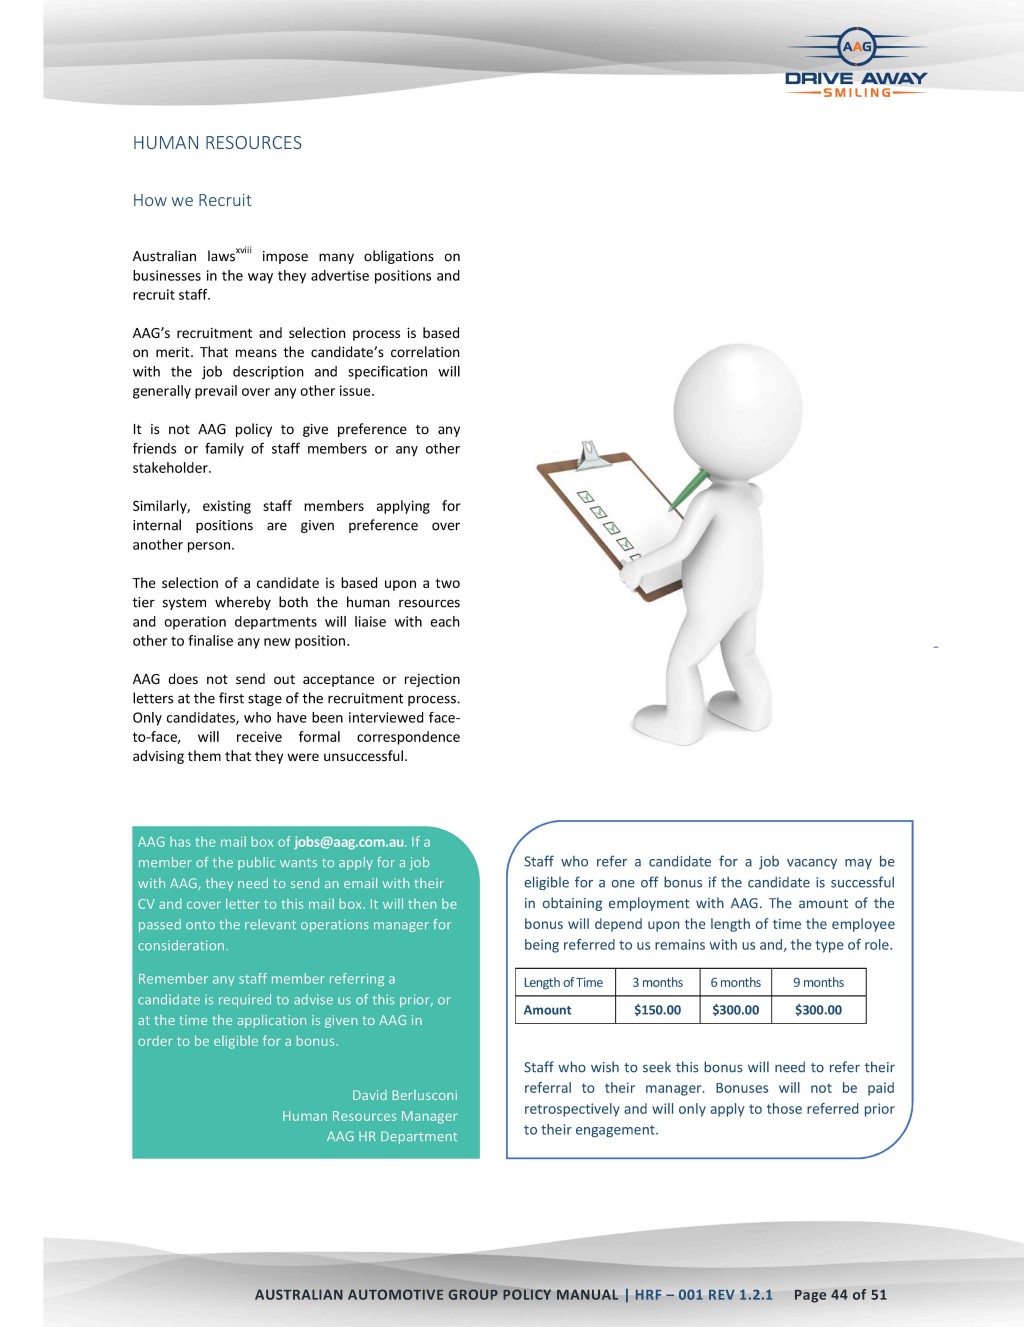 AAG
DRIVE AWAY
SMILING
HUMAN RESOURCES
How we Recruit
Australian laws^xviii impose many obligations on
businesses in the way they advertise positions and
recruit staff.
AAG's recruitment and selection process is based
on merit. That means the candidate's correlation
with the job description and specification will
generally prevail over any other issue.
It is not AAG policy to give preference to any
friends or family of staff members or any other
stakeholder.
Similarly, existing staff members applying for
internal positions are given preference over
another person.
The selection of a candidate is based upon a two
tier system whereby both the human resources
and operation departments will liaise with each
other to finalise any new position.
AAG does not send out acceptance or rejection
letters at the first stage of the recruitment process.
Only candidates, who have been interviewed face-
to-face, will receive formal correspondence
advising them that they were unsuccessful.
AAG has the mail box of jobs@aag.com.au. If a
member of the public wants to apply for a job
with AAG, they need to send an email with their
CV and cover letter to this mail box. It will then be
passed onto the relevant operations manager for
consideration.
Remember any staff member referring a
candidate is required to advise us of this prior, or
at the time the application is given to AAG in
order to be eligible for a bonus.
David Berlusconi
Human Resources Manager
AAG HR Department
Staff who refer a candidate for a job vacancy may be
eligible for a one off bonus if the candidate is successful
in obtaining employment with AAG. The amount of the
bonus will depend upon the length of time the employee
being referred to us remains with us and, the type of role.
Length of Time 3 months 6 months 9 months
Amount $150.00 $300.00 $300.00
Staff who wish to seek this bonus will need to refer their
referral to their manager. Bonuses will not be paid
retrospectively and will only apply to those referred prior
to their engagement.
AUSTRALIAN AUTOMOTIVE GROUP POLICY MANUAL | HRF – 001 REV 1.2.1 Page 44 of 51